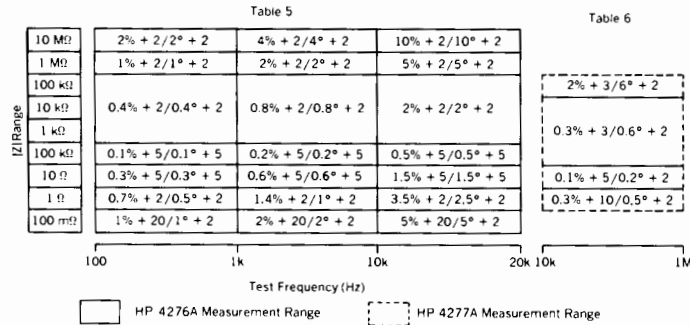 Table 5
Table 6
|Z| Range
10 MΩ 2% + 2/2° + 2 4% + 2/4° + 2 10% + 2/10° + 2
1 MΩ 1% + 2/1° + 2 2% + 2/2° + 2 5% + 2/5° + 2
100 kΩ 2% + 3/6° + 2
10 kΩ 0.4% + 2/0.4° + 2 0.8% + 2/0.8° + 2 2% + 2/2° + 2
1 kΩ 0.3% + 3/0.6° + 2
100 kΩ 0.1% + 5/0.1° + 5 0.2% + 5/0.2° + 5 0.5% + 5/0.5° + 5
10 Ω 0.3% + 5/0.3° + 5 0.6% + 5/0.6° + 5 1.5% + 5/1.5° + 5 0.1% + 5/0.2° + 2
1 Ω 0.7% + 2/0.5° + 2 1.4% + 2/1° + 2 3.5% + 2/2.5° + 2 0.3% + 10/0.5° + 2
100 mΩ 1% + 20/1° + 2 2% + 20/2° + 2 5% + 20/5° + 2
100 1k 10k 20k 10k 1M
Test Frequency (Hz)
HP 4276A Measurement Range HP 4277A Measurement Range